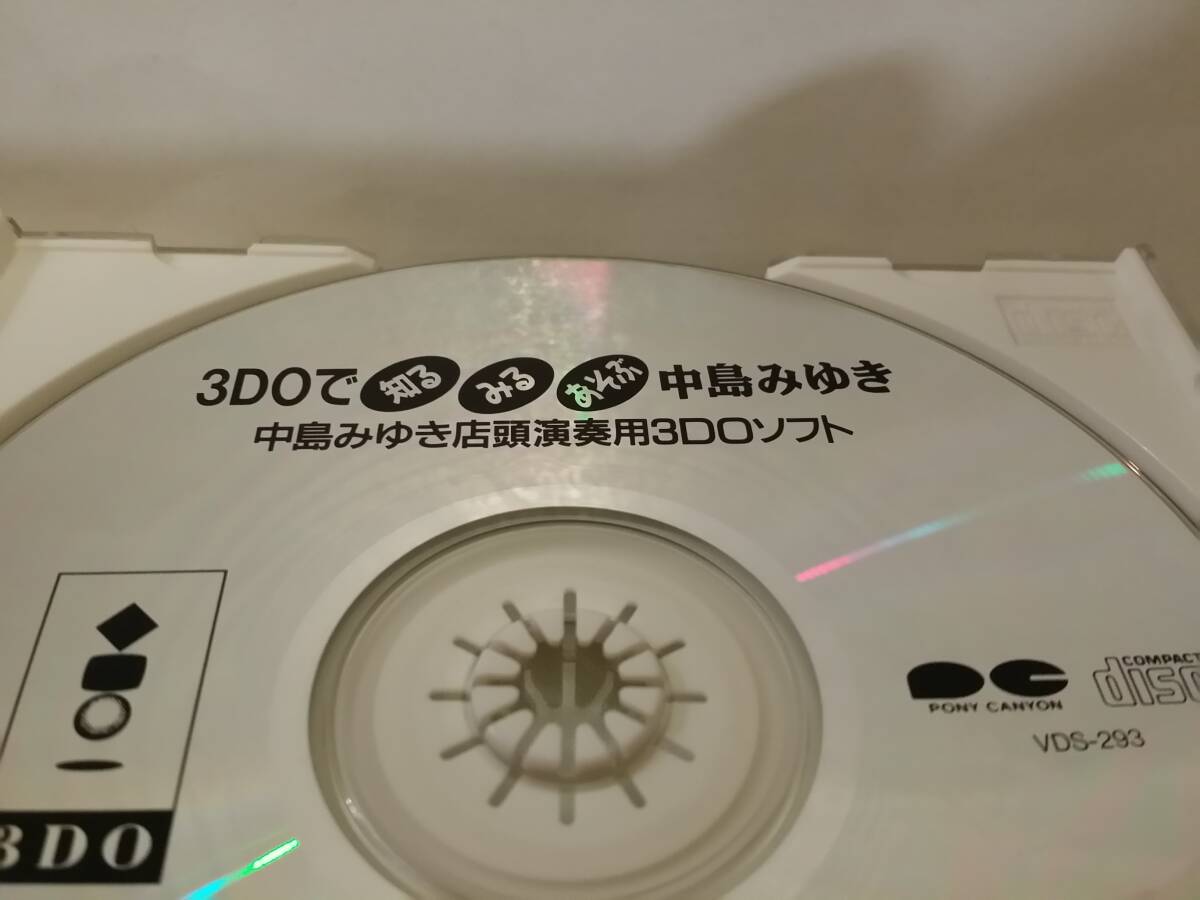 3DOで 知る みる あそぶ 中島みゆき
中島みゆき店頭演奏用3DOソフト
PONY CANYON
COMPACT
disc
VDS-293
3DO